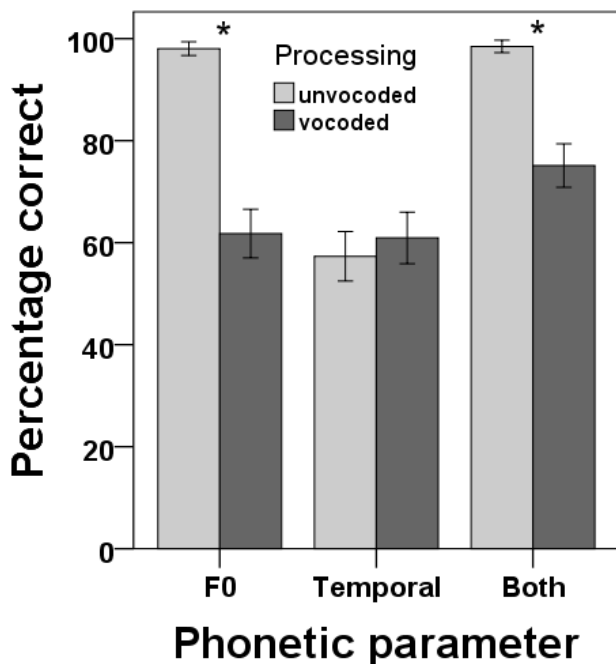 *
*
Processing
unvocoded
vocoded
Percentage correct
100
80
60
40
20
0
F0
Temporal
Both
Phonetic parameter